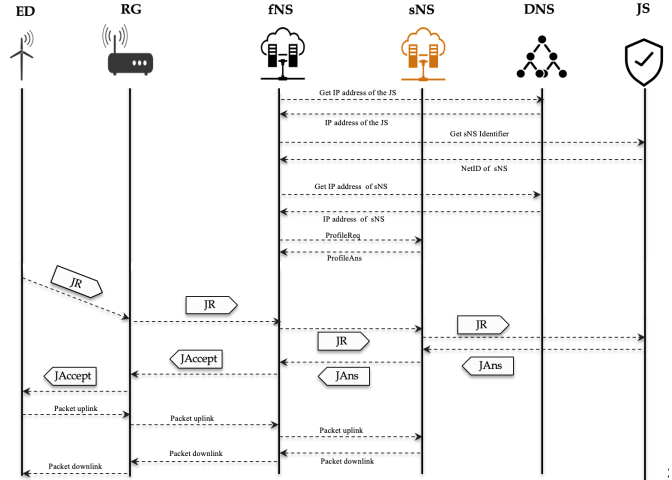 ED RG fNS sNS DNS JS
Get IP address of the JS
IP address of the JS
Get sNS Identifier
NetID of sNS
Get IP address of sNS
IP address of sNS
ProfileReq
ProfileAns
JR
JR
JR
JR
JAns
JAns
JAccept
JAccept
Packet uplink
Packet uplink
Packet uplink
Packet downlink
Packet downlink
Packet downlink